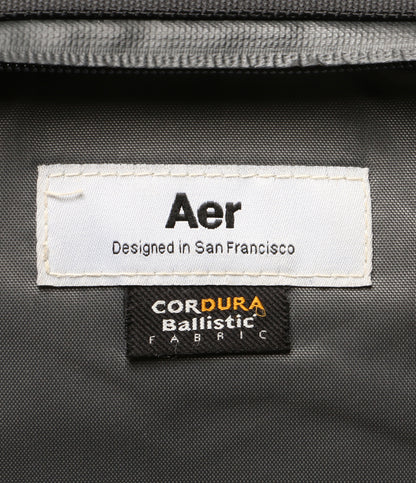 Aer
Designed in San Francisco
CORDURA
Ballistic
FABRIC